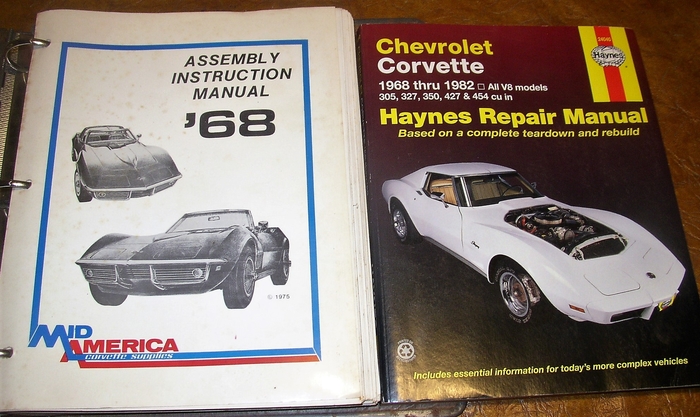 ASSEMBLY
INSTRUCTION
MANUAL
'68
© 1975
MID
AMERICA
corvette supplies
Chevrolet
Corvette
1968 thru 1982 □ All V8 models
305, 327, 350, 427 & 454 cu in
Haynes Repair Manual
Based on a complete teardown and rebuild
24040
Haynes
Includes essential information for today's more complex vehicles